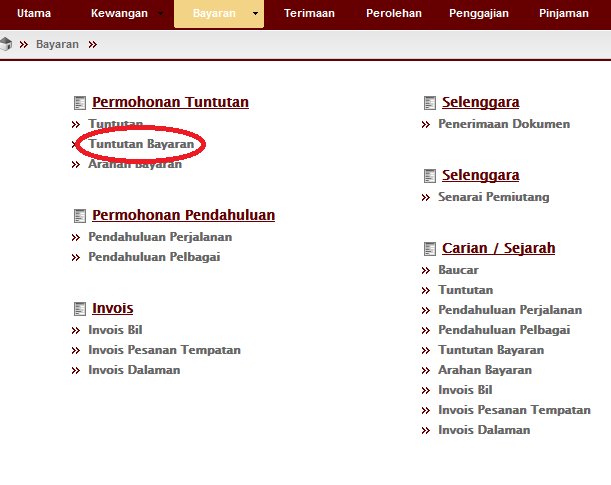 Utama Kewangan Bayaran Terimaan Perolehan Penggajian Pinjaman
Bayaran
Permohonan Tuntutan
Tuntutan
Tuntutan Bayaran
Arahan Bayaran
Permohonan Pendahuluan
Pendahuluan Perjalanan
Pendahuluan Pelbagai
Invois
Invois Bil
Invois Pesanan Tempatan
Invois Dalaman
Selenggara
Penerimaan Dokumen
Selenggara
Senarai Pemiutang
Carian / Sejarah
Baucar
Tuntutan
Pendahuluan Perjalanan
Pendahuluan Pelbagai
Tuntutan Bayaran
Arahan Bayaran
Invois Bil
Invois Pesanan Tempatan
Invois Dalaman